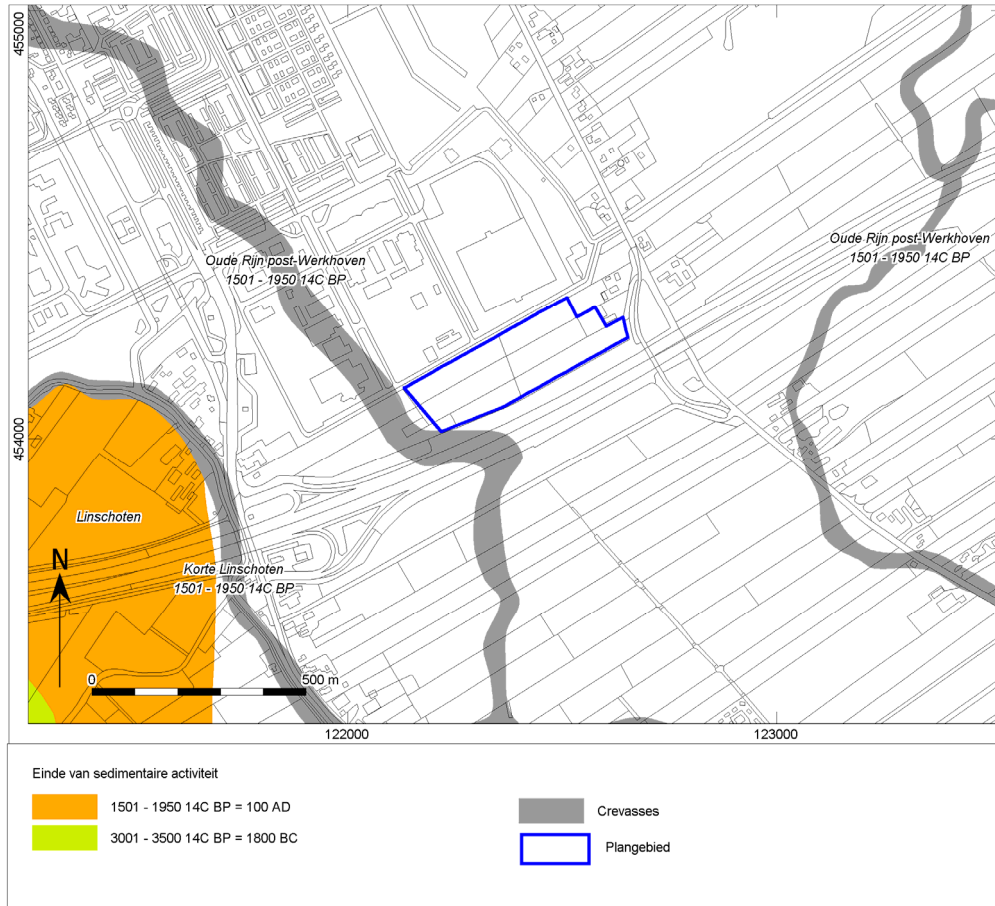 455000
Oude Rijn post-Werkhoven
1501 - 1950 14C BP
Oude Rijn post-Werkhoven
1501 - 1950 14C BP
454000
Linschoten
Korte Linschoten
1501 - 1950 14C BP
N
0 500 m
122000 123000
Einde van sedimentaire activiteit
1501 - 1950 14C BP = 100 AD
3001 - 3500 14C BP = 1800 BC
Crevasses
Plangebied